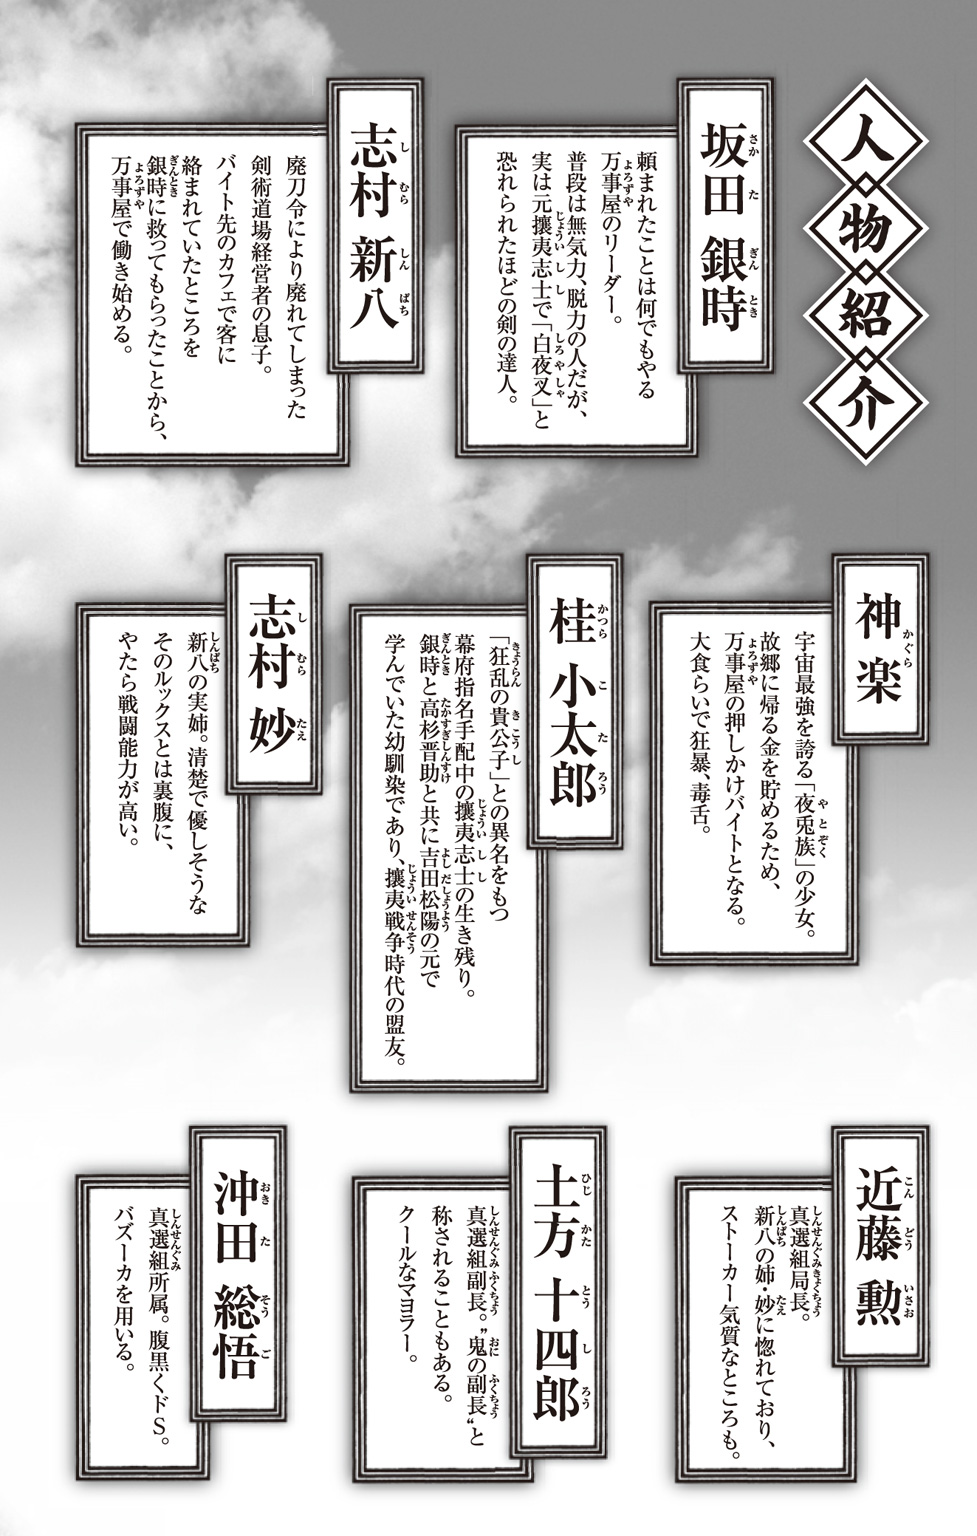 人物紹介
坂田 銀時
頼まれたことは何でもやる
万事屋のリーダー。
普段は無気力、脱力の人だが、
実は元攘夷志士で「白夜叉」と
恐れられたほどの剣の達人。
志村 新八
廃刀令により廃れてしまった
剣術道場経営者の息子。
バイト先のカフェで客に
絡まれていたところを
銀時に救ってもらったことから、
万事屋で働き始める。
神楽
宇宙最強を誇る「夜兎族」の少女。
故郷に帰る金を貯めるため、
万事屋の押しかけバイトとなる。
大食らいで狂暴、毒舌。
桂 小太郎
「狂乱の貴公子」との異名をもつ
幕府指名手配中の攘夷志士の生き残り。
銀時と高杉晋助と共に吉田松陽の元で
学んでいた幼馴染であり、攘夷戦争時代の盟友。
志村 妙
新八の実姉。清楚で優しそうな
そのルックスとは裏腹に、
やたら戦闘能力が高い。
近藤 勲
真選組局長。
新八の姉・妙に惚れており、
ストーカー気質なところも。
土方 十四郎
真選組副長。〝鬼の副長〟と
称されることもある。
クールなマヨラー。
沖田 総悟
真選組所属。腹黒くドS。
バズーカを用いる。